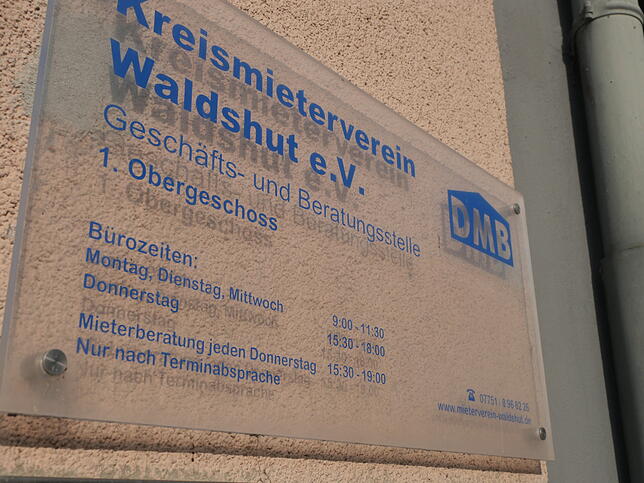 Kreismieterverein
Waldshut e.V.
Geschäfts- und Beratungsstelle
1. Obergeschoss
DMB
Bürozeiten:
Montag, Dienstag, Mittwoch 9:00 - 11:30
Donnerstag 15:30 - 18:00
Mieterberatung jeden Donnerstag 15:30 - 19:00
Nur nach Terminabsprache
☎ 07751 / 8 96 82 26
www.mieterverein-waldshut.de